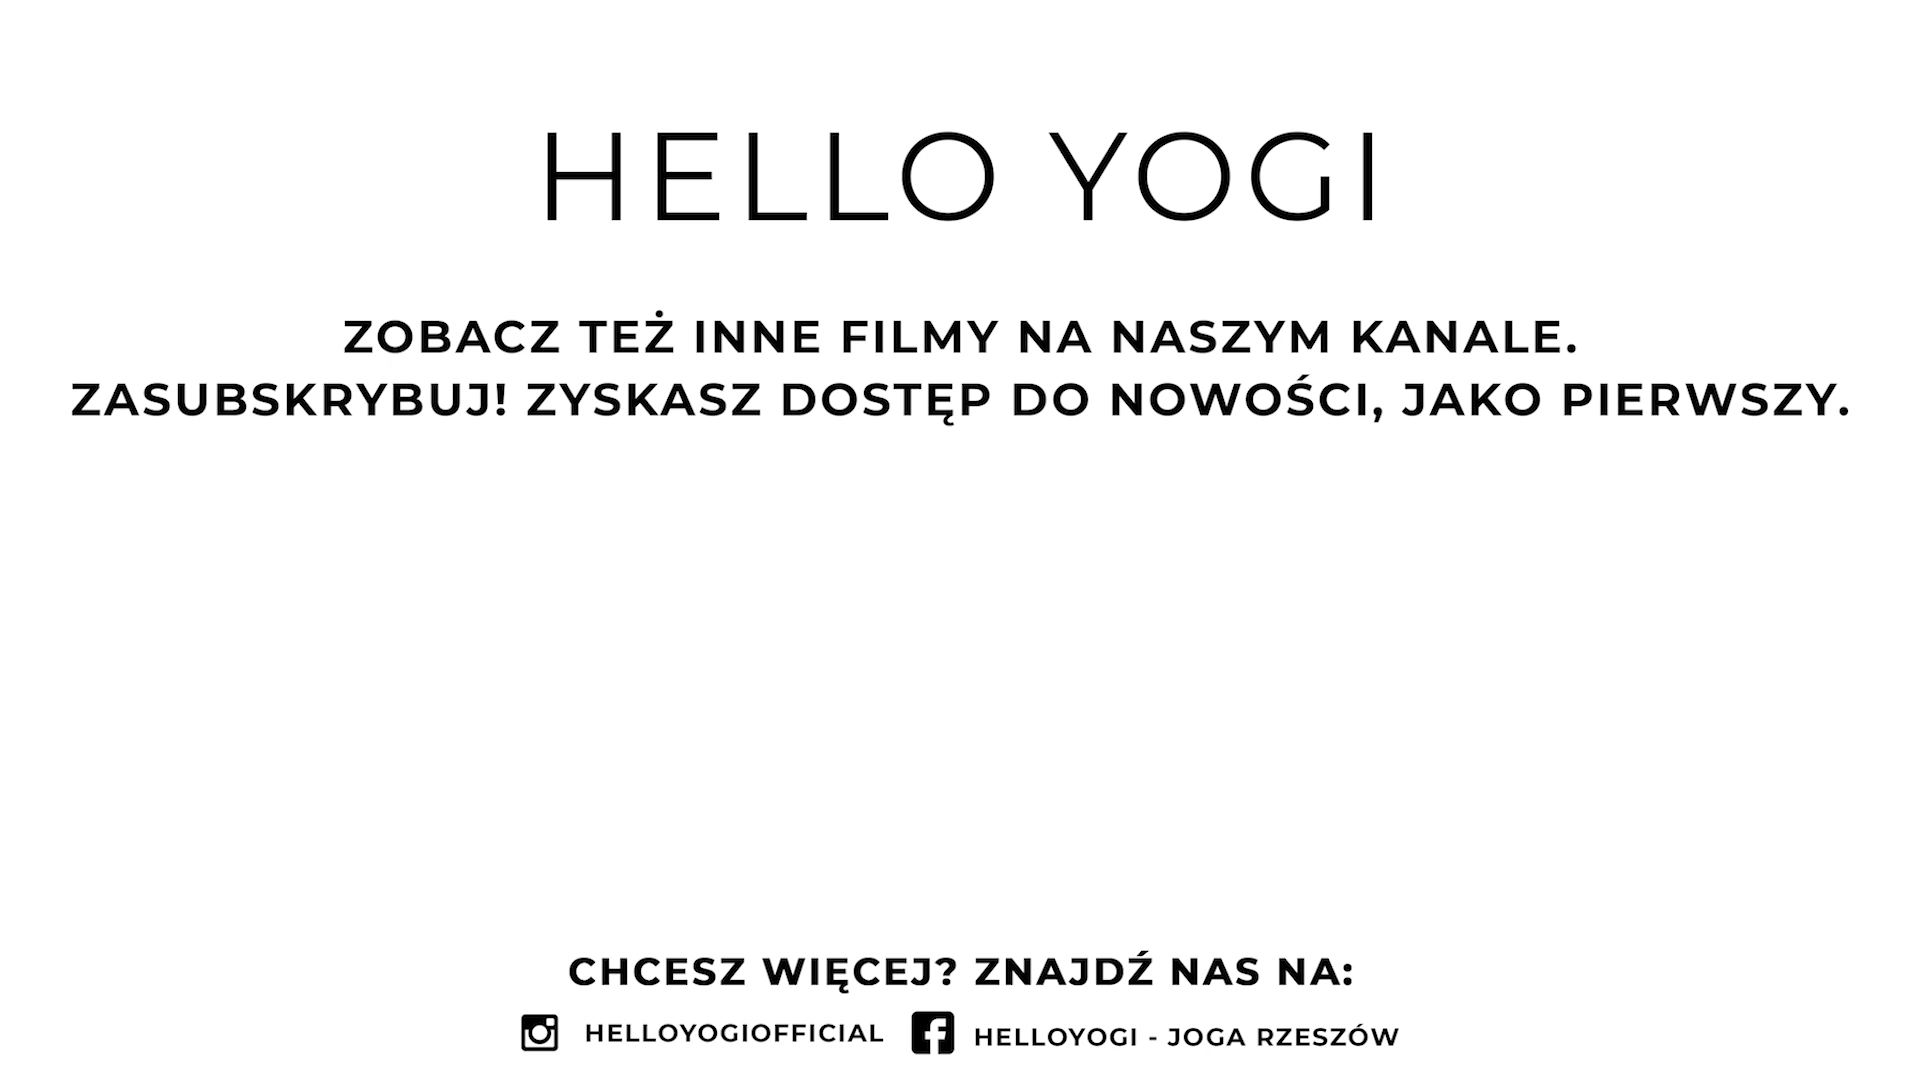 HELLO YOGI
ZOBACZ TEŻ INNE FILMY NA NASZYM KANALE.
ZASUBSKRYBUJ! ZYSKASZ DOSTĘP DO NOWOŚCI, JAKO PIERWSZY.
CHCESZ WIĘCEJ? ZNAJDŹ NAS NA:
HELLOYOGIOFFICIAL HELLOYOGI - JOGA RZESZÓW